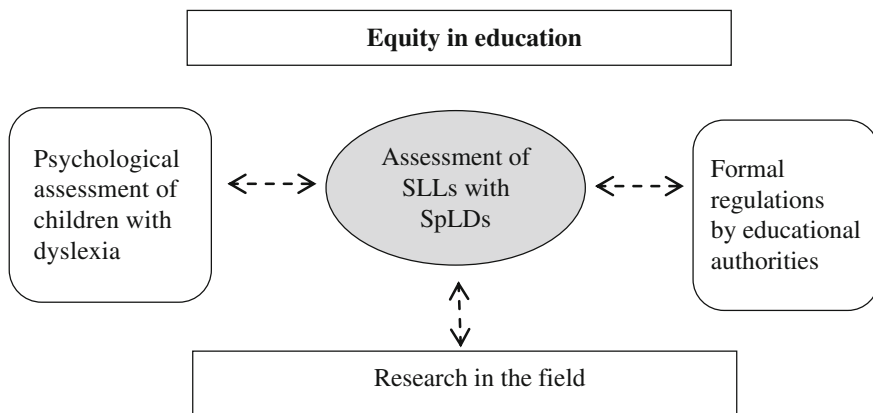 Equity in education
Psychological
assessment of
children with
dyslexia
Assessment of
SLLs with
SpLDs
Formal
regulations
by educational
authorities
Research in the field